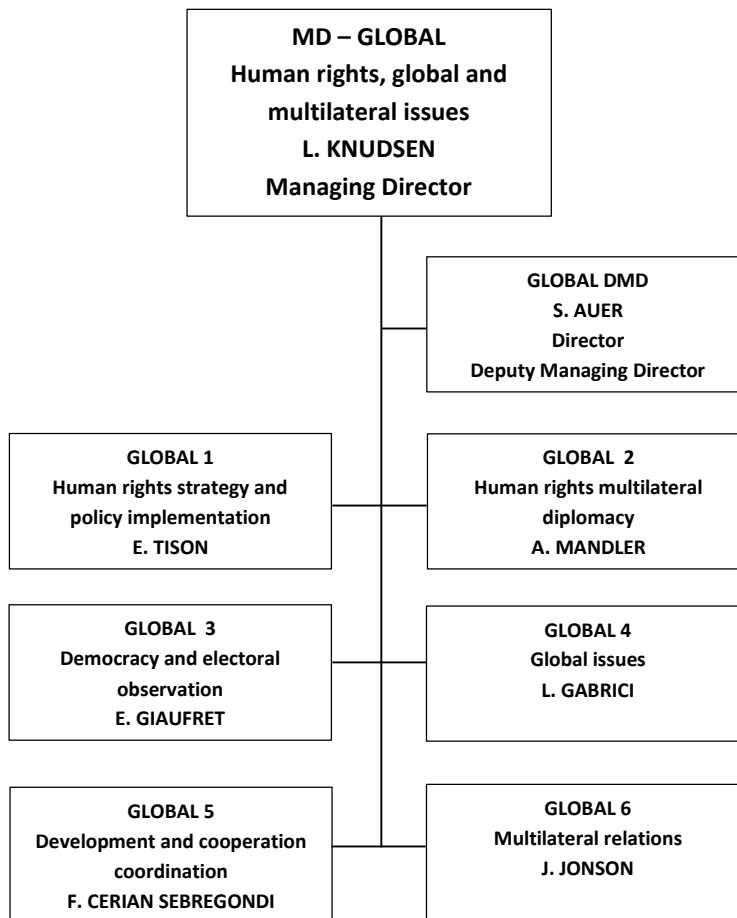 MD – GLOBAL
Human rights, global and
multilateral issues
L. KNUDSEN
Managing Director
GLOBAL DMD
S. AUER
Director
Deputy Managing Director
GLOBAL 1
Human rights strategy and
policy implementation
E. TISON
GLOBAL 2
Human rights multilateral
diplomacy
A. MANDLER
GLOBAL 3
Democracy and electoral
observation
E. GIAUFRET
GLOBAL 4
Global issues
L. GABRICI
GLOBAL 5
Development and cooperation
coordination
F. CERIAN SEBREGONDI
GLOBAL 6
Multilateral relations
J. JONSON